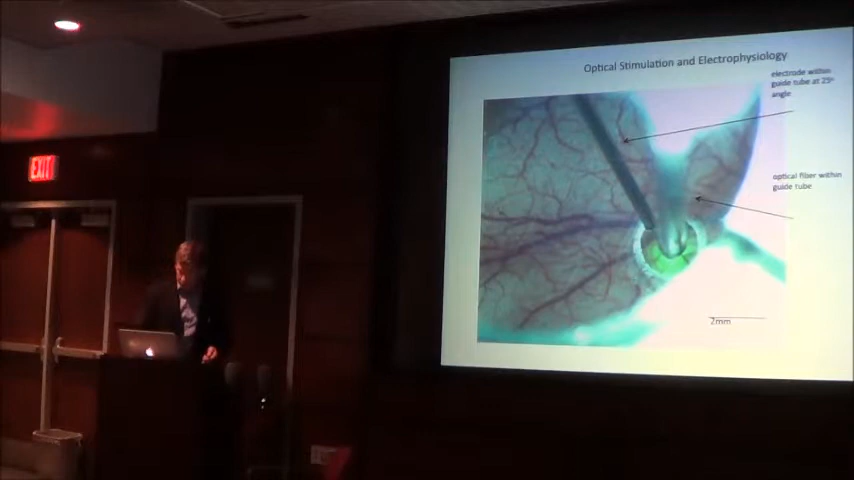 Optical Stimulation and Electrophysiology
electrode within
guide tube at 25°
angle
optical fiber within
guide tube
2mm
EXIT